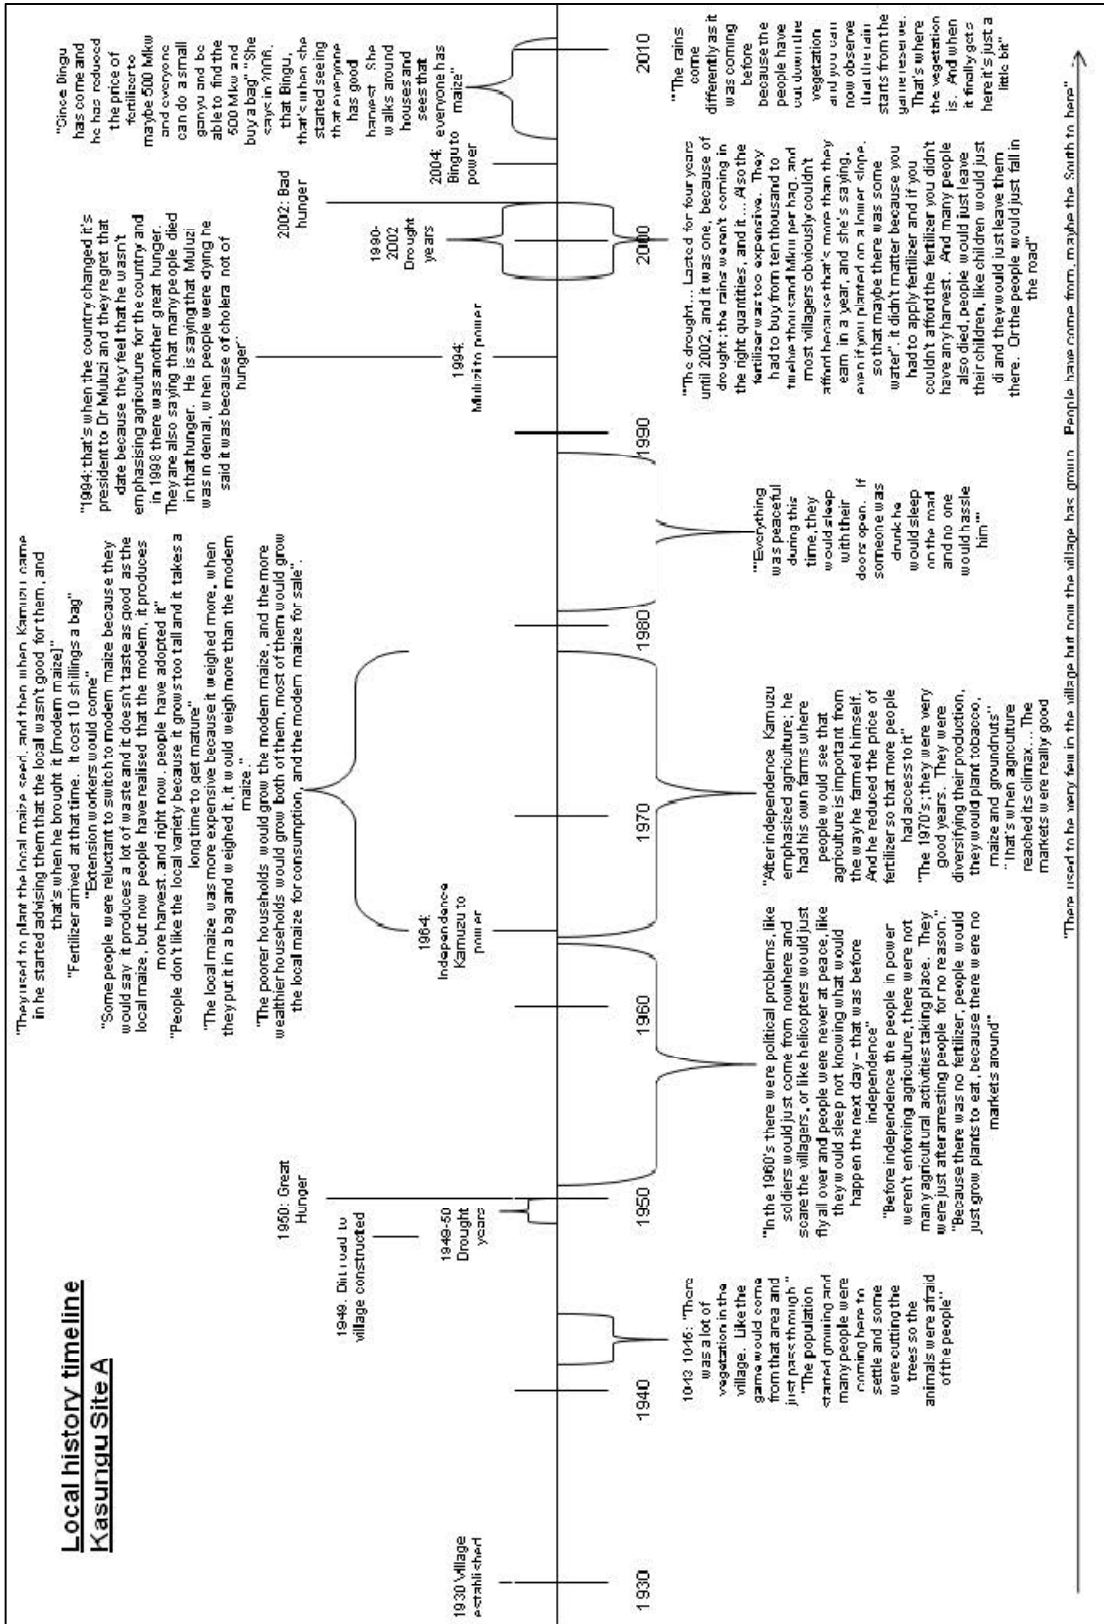 Local history timeline
Kasungu Site A
"They used to plant the local maize seed, and then when Kamuzu came
in he started advising them that the local wasn't good for them, and
that's when he brought it [modern maize]"
"Fertilizer arrived at that time. It cost 10 shillings a bag"
"Extension workers would come"
"Some people were reluctant to switch to modern maize because they
would say it produces a lot of waste and it doesn't taste as good as the
local maize, but now people have realised that the modern, it produces
more harvest, and right now, people have adopted it"
"People don't like the local variety because it grows too tall and it takes a
long time to get mature"
"The local maize was more expensive because it weighed more, when
they put it in a bag and weighed it, it would weigh more than the modern
maize."
"The poorer households would grow the modern maize, and the more
wealthier households would grow both of them, most of them would grow
the local maize for consumption, and the modern maize for sale".
"1994: that's when the country changed it's
president to Dr Muluzi and they regret that
date because they feel that he wasn't
emphasising agriculture for the country and
in 1998 there was another great hunger.
They are also saying that many people died
in that hunger. He is saying that Muluzi
was in denial, when people were dying he
said it was because of cholera not of
hunger"
"Since Bingu
has come and
he has reduced
the price of
fertilizer to
maybe 500 Mkw
and everyone
can do a small
ganyu and be
able to find the
500 Mkw and
buy a bag" "She
says in 2006,
that Bingu,
that's when she
started seeing
that everyone
has good
harvest. She
walks around
houses and
sees that
everyone has
maize"
1930 Village
established
1949: Dirt road to
village constructed
1949-50
Drought
years
1950: Great
Hunger
1964:
Independence
Kamuzu to
power
1994:
Muluzi to power
1990-
2002
Drought
years
2002: Bad
hunger
2004:
Bingu to
power
1930
1940
1950
1960
1970
1980
1990
2000
2010
1943-1945: "There
was a lot of
vegetation in the
village. Like the
game would come
from that area and
just pass through"
"The population
started growing and
many people were
coming here to
settle and some
were cutting the
trees so the
animals were afraid
of the people"
"In the 1960's there were political problems, like
soldiers would just come from nowhere and
scare the villagers, or like helicopters would just
fly all over and people were never at peace, like
they would sleep not knowing what would
happen the next day – that was before
independence"
"Before independence the people in power
weren't enforcing agriculture, there were not
many agricultural activities taking place. They
were just after arresting people for no reason."
"Because there was no fertilizer, people would
just grow plants to eat, because there were no
markets around"
"After independence Kamuzu
emphasized agriculture; he
had his own farms where
people would see that
agriculture is important from
the way he farmed himself.
And he reduced the price of
fertilizer so that more people
had access to it"
"The 1970's; they were very
good years. They were
diversifying their production,
they would plant tobacco,
maize and groundnuts"
"That's when agriculture
reached its climax... The
markets were really good
""Everything
was peaceful
during this
time, they
would sleep
with their
doors open. If
someone was
drunk he
would sleep
on the road
and no one
would hassle
him""
"The drought... Lasted for four years
until 2002, and it was one, because of
drought; the rains weren't coming in
the right quantities, and it... Also the
fertilizer was too expensive. They
had to buy from ten thousand to
twelve thousand Mkw per bag, and
most villagers obviously couldn't
afford because that's more than they
earn in a year, and she's saying,
even if you planted on a lower slope,
so that maybe there was some
water", it didn't matter because you
had to apply fertilizer and if you
couldn't afford the fertilizer you didn't
have any harvest. And many people
also died, people would just leave
their children, like children would just
di and they would just leave them
there. Or the people would just fall in
the road"
"The rains
come
differently as it
was coming
before
because the
people have
cut down the
vegetation
and you can
now observe
that the rain
starts from the
game reserve.
That's where
the vegetation
is. And when
it finally gets
here it's just a
little bit"
"There used to be very few in the village but now the village has grown. People have come from, maybe the South to here"